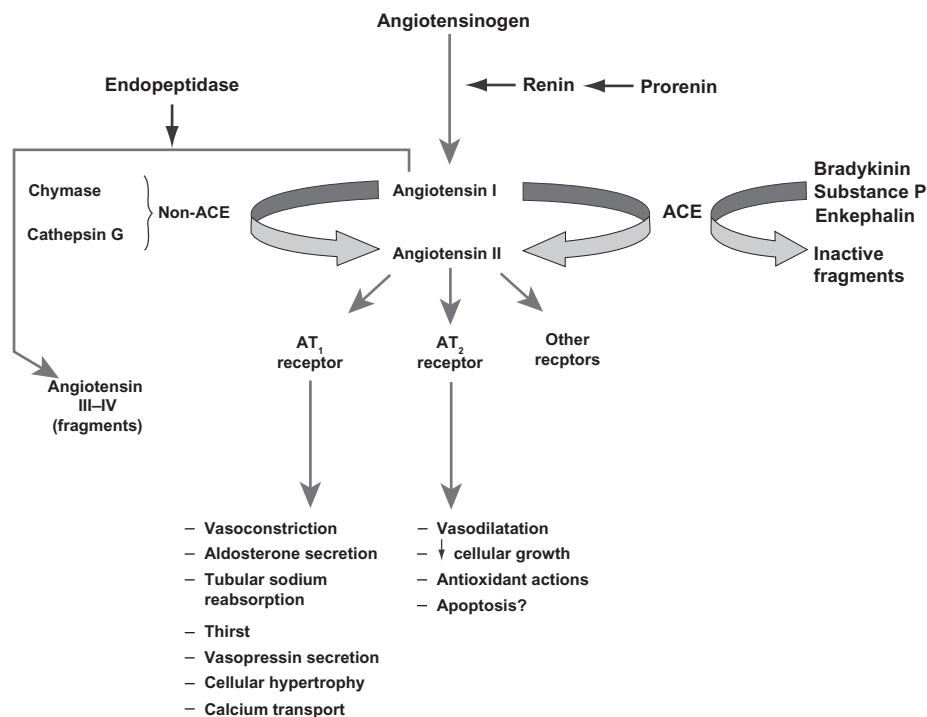 Angiotensinogen
Endopeptidase
Renin
Prorenin
Chymase
Cathepsin G
Non-ACE
Angiotensin I
Angiotensin II
ACE
Bradykinin
Substance P
Enkephalin
Inactive
fragments
AT1
receptor
AT2
receptor
Other
recptors
Angiotensin
III–IV
(fragments)
– Vasoconstriction
– Aldosterone secretion
– Tubular sodium
reabsorption
– Thirst
– Vasopressin secretion
– Cellular hypertrophy
– Calcium transport
– Vasodilatation
– ↓ cellular growth
– Antioxidant actions
– Apoptosis?